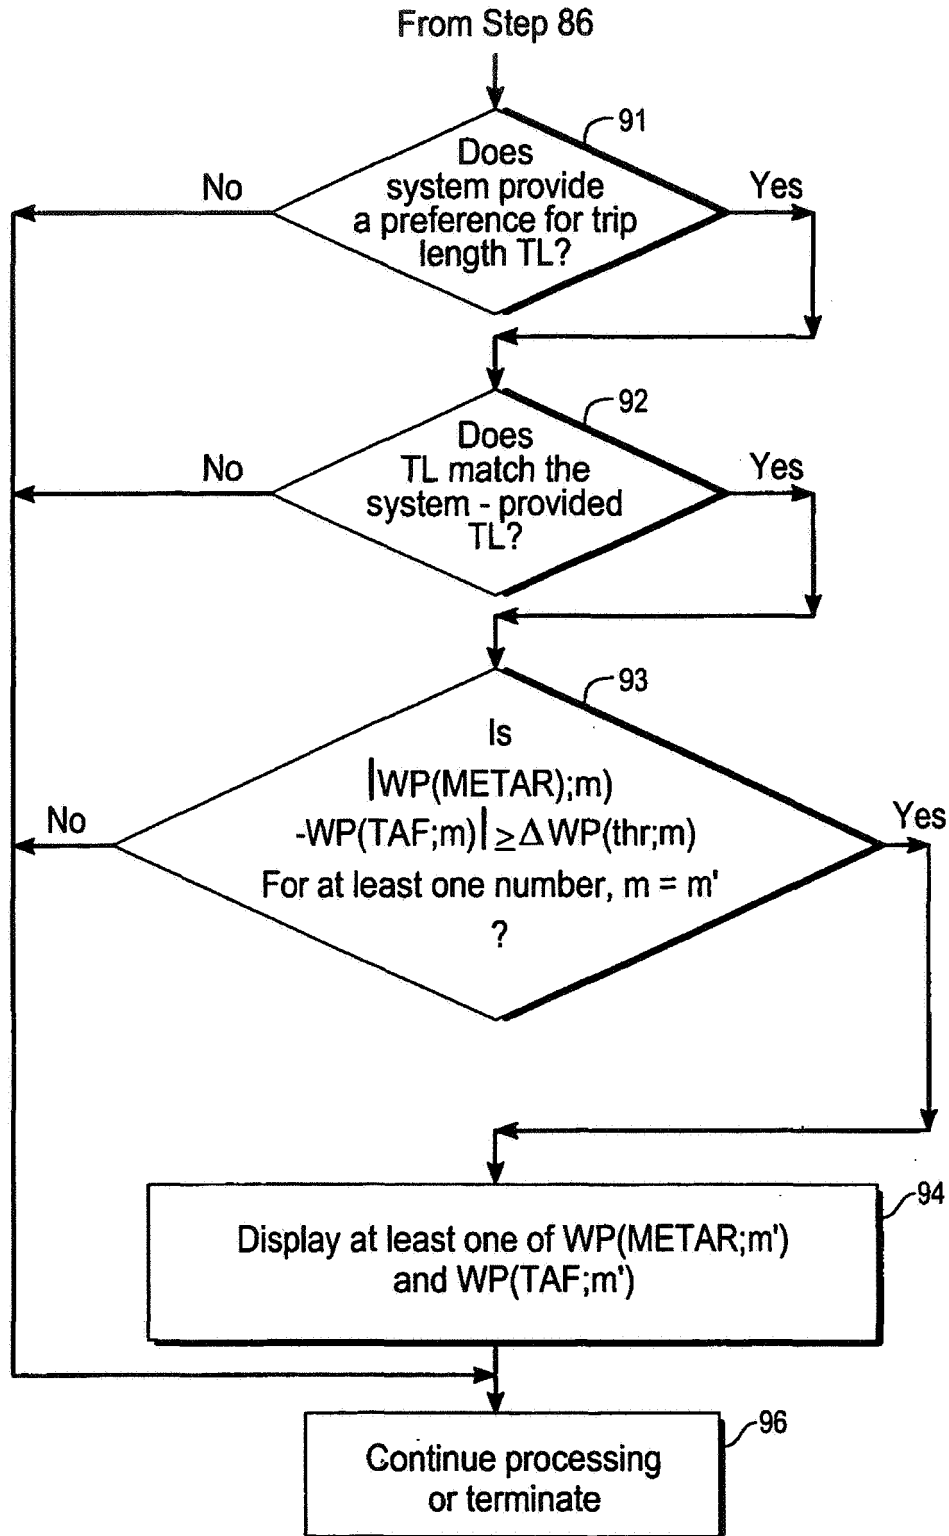 From Step 86
91
Does
system provide
a preference for trip
length TL?
No
Yes
92
Does
TL match the
system - provided
TL?
No
Yes
93
Is
|WP(METAR);m)
-WP(TAF;m)| ≥ Δ WP(thr;m)
For at least one number, m = m'
?
No
Yes
94
Display at least one of WP(METAR;m')
and WP(TAF;m')
96
Continue processing
or terminate